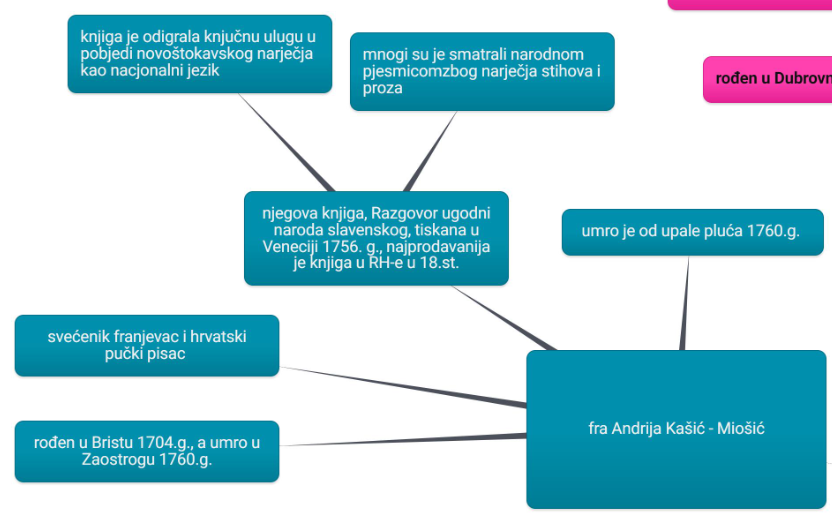 knjiga je odigrala knjučnu ulugu u
pobjedi novoštokavskog narječja
kao nacjonalni jezik
mnogi su je smatrali narodnom
pjesmicomzbog narječja stihova i
proza
rođen u Dubrovn
njegova knjiga, Razgovor ugodni
naroda slavenskog, tiskana u
Veneciji 1756. g., najprodavanija
je knjiga u RH-e u 18.st.
umro je od upale pluća 1760.g.
svećenik franjevac i hrvatski
pučki pisac
fra Andrija Kašić - Miošić
rođen u Bristu 1704.g., a umro u
Zaostrogu 1760.g.